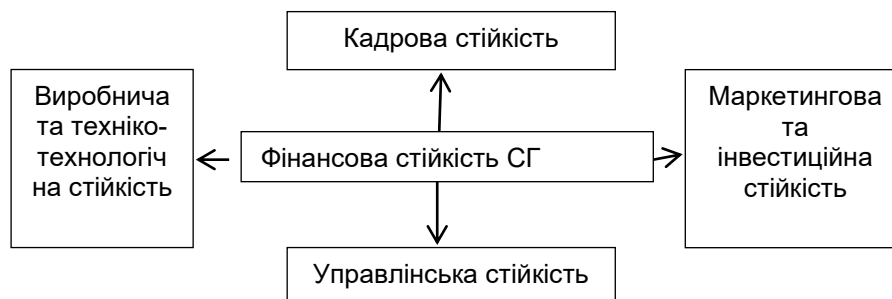 Кадрова стійкість
Виробнича
та техніко-
технологіч
на стійкість
Фінансова стійкість СГ
Маркетингова
та
інвестиційна
стійкість
Управлінська стійкість